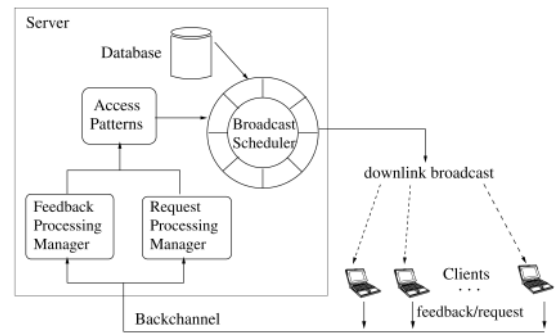 Server
Database
Access
Patterns
Broadcast
Scheduler
downlink broadcast
Feedback
Processing
Manager
Request
Processing
Manager
Clients
. . .
feedback/request
Backchannel